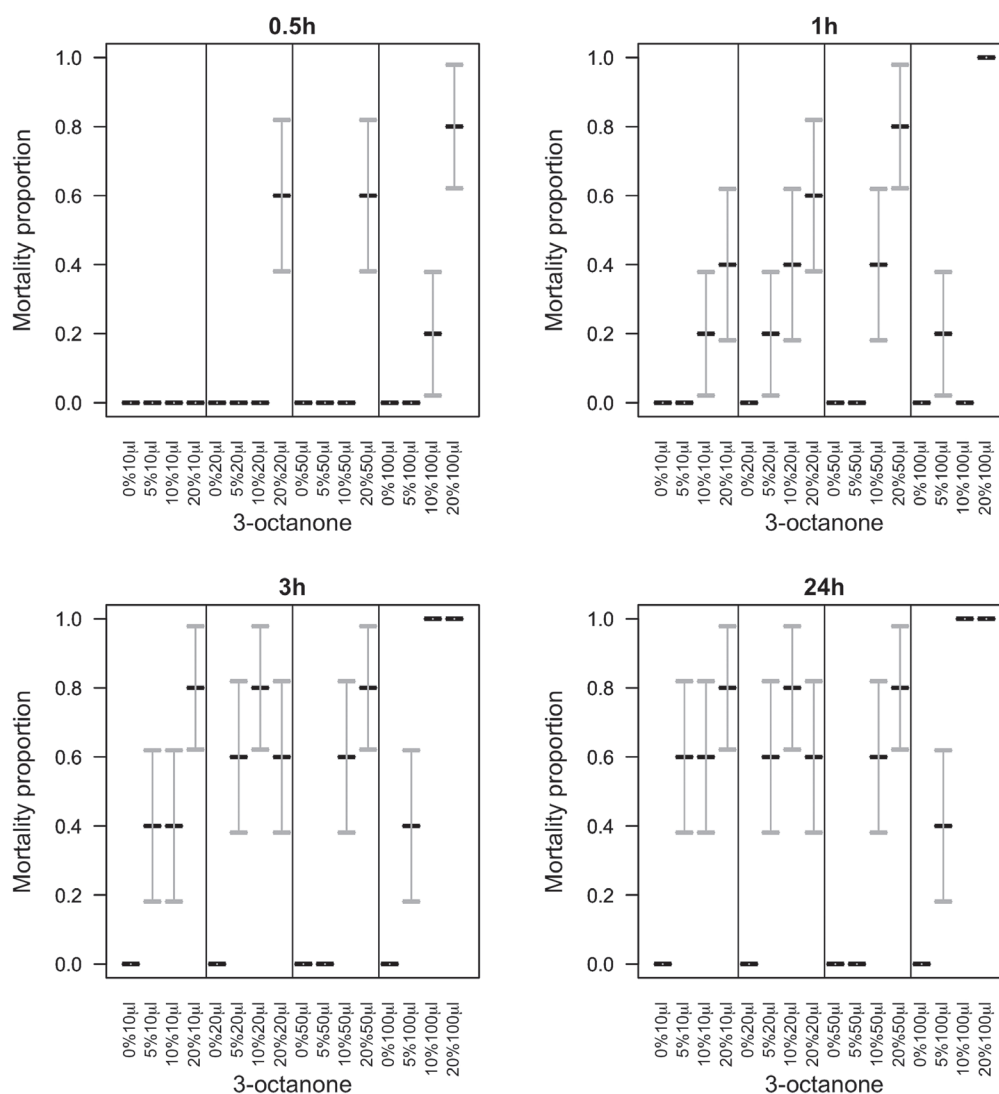 0.5h
Mortality proportion
1.0
0.8
0.6
0.4
0.2
0.0
0%10µl
5%10µl
10%10µl
20%10µl
0%20µl
5%20µl
10%20µl
20%20µl
0%50µl
5%50µl
10%50µl
20%50µl
0%100µl
5%100µl
10%100µl
20%100µl
3-octanone
1h
Mortality proportion
1.0
0.8
0.6
0.4
0.2
0.0
0%10µl
5%10µl
10%10µl
20%10µl
0%20µl
5%20µl
10%20µl
20%20µl
0%50µl
5%50µl
10%50µl
20%50µl
0%100µl
5%100µl
10%100µl
20%100µl
3-octanone
3h
Mortality proportion
1.0
0.8
0.6
0.4
0.2
0.0
0%10µl
5%10µl
10%10µl
20%10µl
0%20µl
5%20µl
10%20µl
20%20µl
0%50µl
5%50µl
10%50µl
20%50µl
0%100µl
5%100µl
10%100µl
20%100µl
3-octanone
24h
Mortality proportion
1.0
0.8
0.6
0.4
0.2
0.0
0%10µl
5%10µl
10%10µl
20%10µl
0%20µl
5%20µl
10%20µl
20%20µl
0%50µl
5%50µl
10%50µl
20%50µl
0%100µl
5%100µl
10%100µl
20%100µl
3-octanone